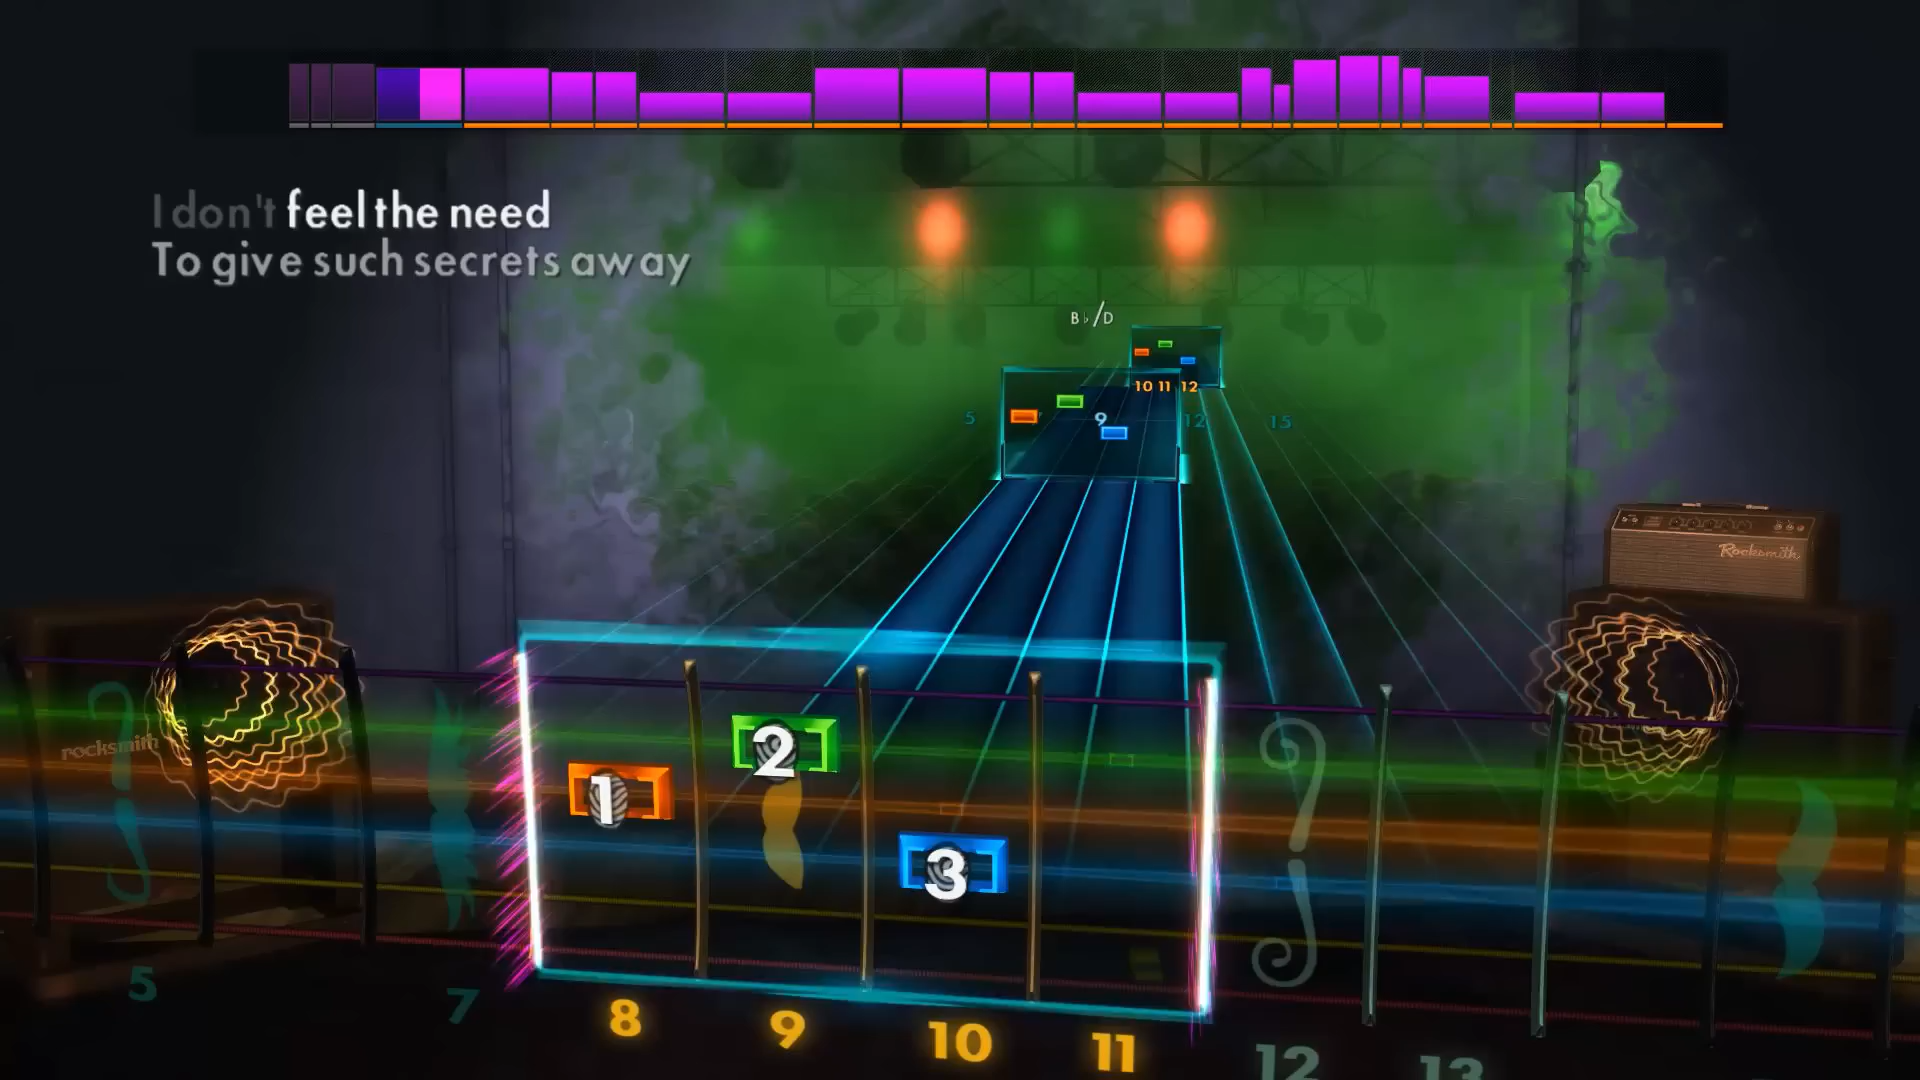 I don't feel the need
To give such secrets away
B♭/D
10 11 12
5 9 12 15
Rocksmith
rocksmith
1
2
3
5 7 8 9 10 11 12 13